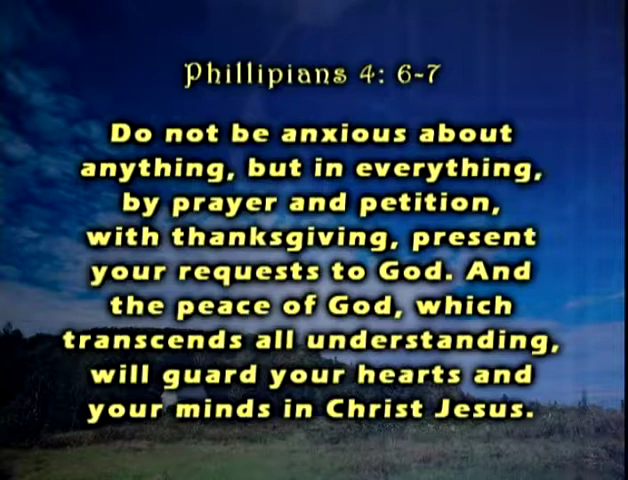 Phillipians 4: 6-7
Do not be anxious about
anything, but in everything,
by prayer and petition,
with thanksgiving, present
your requests to God. And
the peace of God, which
transcends all understanding,
will guard your hearts and
your minds in Christ Jesus.